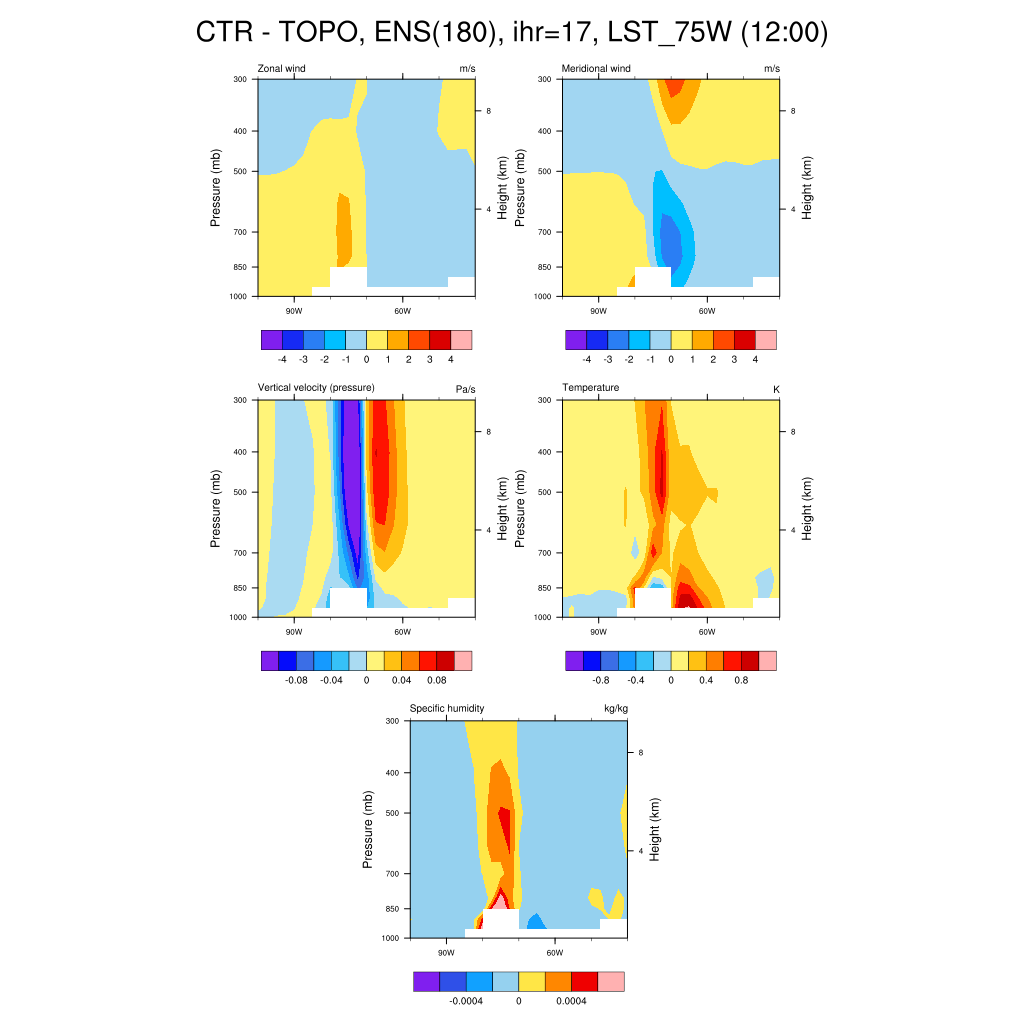 CTR - TOPO, ENS(180), ihr=17, LST_75W (12:00)
Zonal wind m/s
300
400
500
700
850
1000
Pressure (mb)
8
4
Height (km)
90W 60W
-4 -3 -2 -1 0 1 2 3 4
Meridional wind m/s
300
400
500
700
850
1000
Pressure (mb)
8
4
Height (km)
90W 60W
-4 -3 -2 -1 0 1 2 3 4
Vertical velocity (pressure) Pa/s
300
400
500
700
850
1000
Pressure (mb)
8
4
Height (km)
90W 60W
-0.08 -0.04 0 0.04 0.08
Temperature K
300
400
500
700
850
1000
Pressure (mb)
8
4
Height (km)
90W 60W
-0.8 -0.4 0 0.4 0.8
Specific humidity kg/kg
300
400
500
700
850
1000
Pressure (mb)
8
4
Height (km)
90W 60W
-0.0004 0 0.0004